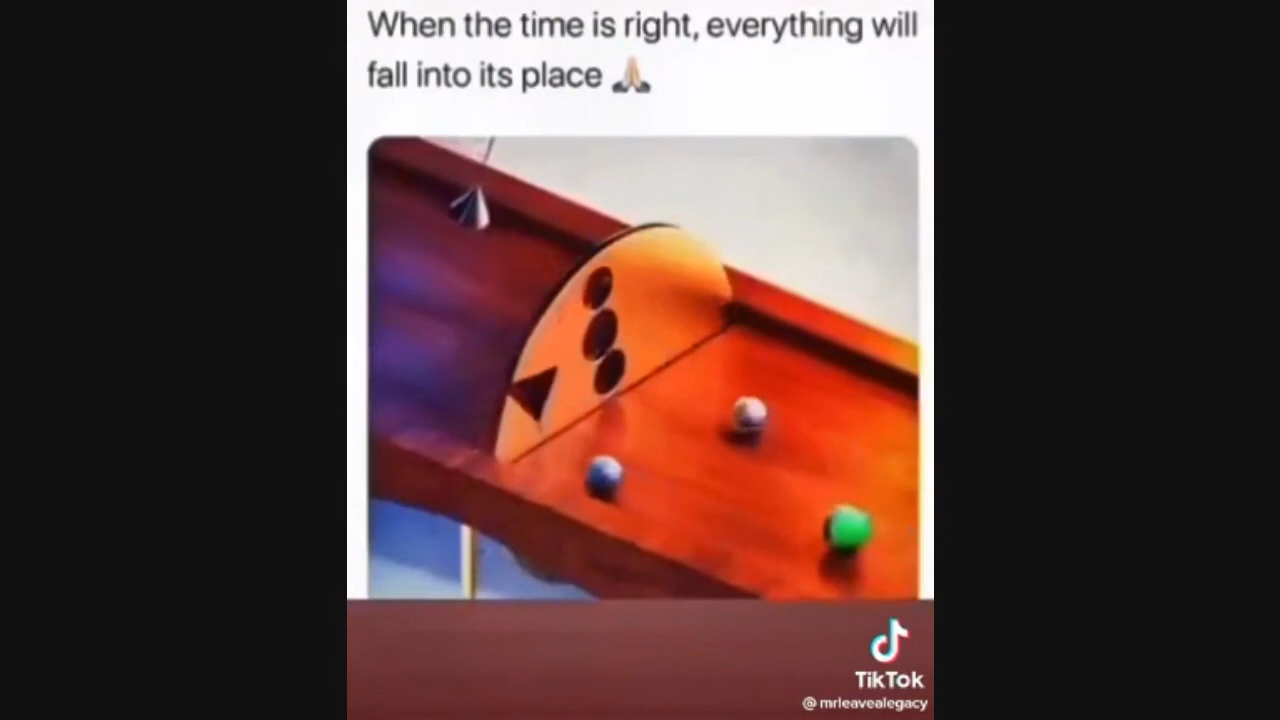 When the time is right, everything will
fall into its place 🙏🏼
TikTok
@mrleavealegacy